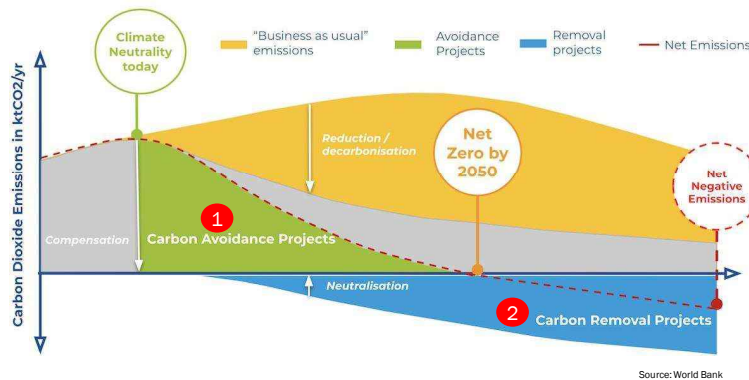 Climate
Neutrality
today
"Business as usual"
emissions
Avoidance
Projects
Removal
projects
Net Emissions
Carbon Dioxide Emissions in ktCO2/yr
Reduction /
decarbonisation
Net
Zero by
2050
Net
Negative
Emissions
1
Compensation
Carbon Avoidance Projects
Neutralisation
2
Carbon Removal Projects
Source: World Bank